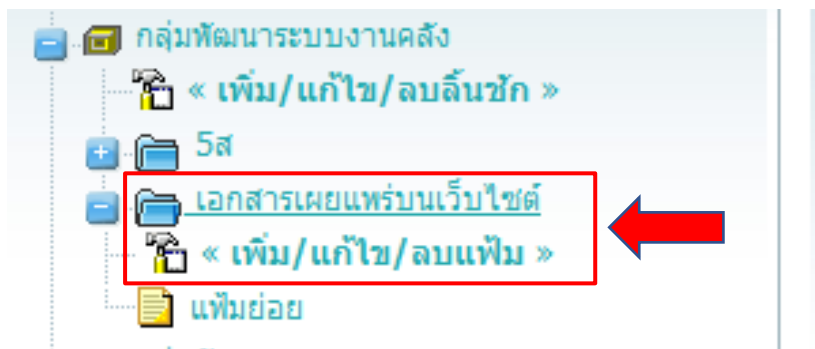 กลุ่มพัฒนาระบบงานคลัง
« เพิ่ม/แก้ไข/ลบลิ้นชัก »
5ส
เอกสารเผยแพร่บนเว็บไซต์
« เพิ่ม/แก้ไข/ลบแฟ้ม »
แฟ้มย่อย